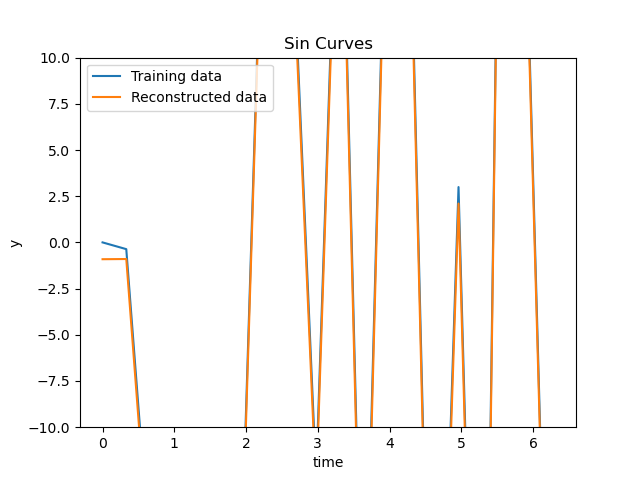 Sin Curves
Training data
Reconstructed data
10.0
7.5
5.0
2.5
0.0
−2.5
−5.0
−7.5
−10.0
y
0 1 2 3 4 5 6
time